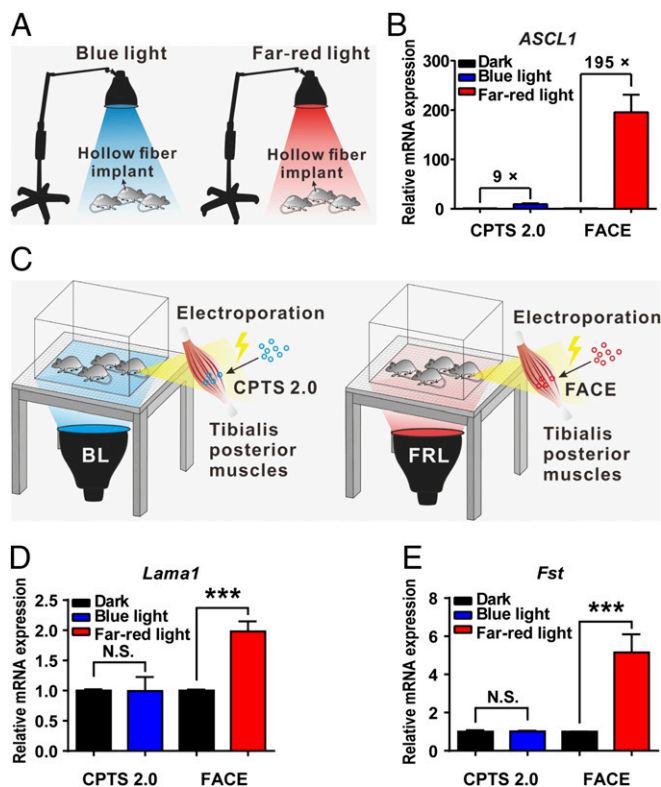 A
Blue light
Far-red light
Hollow fiber
implant
Hollow fiber
implant
B
ASCL1
Dark
Blue light
Far-red light
195 ×
9 ×
Relative mRNA expression
300
200
100
0
CPTS 2.0
FACE
C
Electroporation
CPTS 2.0
Tibialis
posterior
muscles
BL
Electroporation
FACE
Tibialis
posterior
muscles
FRL
D
Lama1
Dark
Blue light
Far-red light
***
N.S.
Relative mRNA expression
2.5
2.0
1.5
1.0
0.5
0.0
CPTS 2.0
FACE
E
Fst
Dark
Blue light
Far-red light
***
N.S.
Relative mRNA expression
8
6
4
2
0
CPTS 2.0
FACE